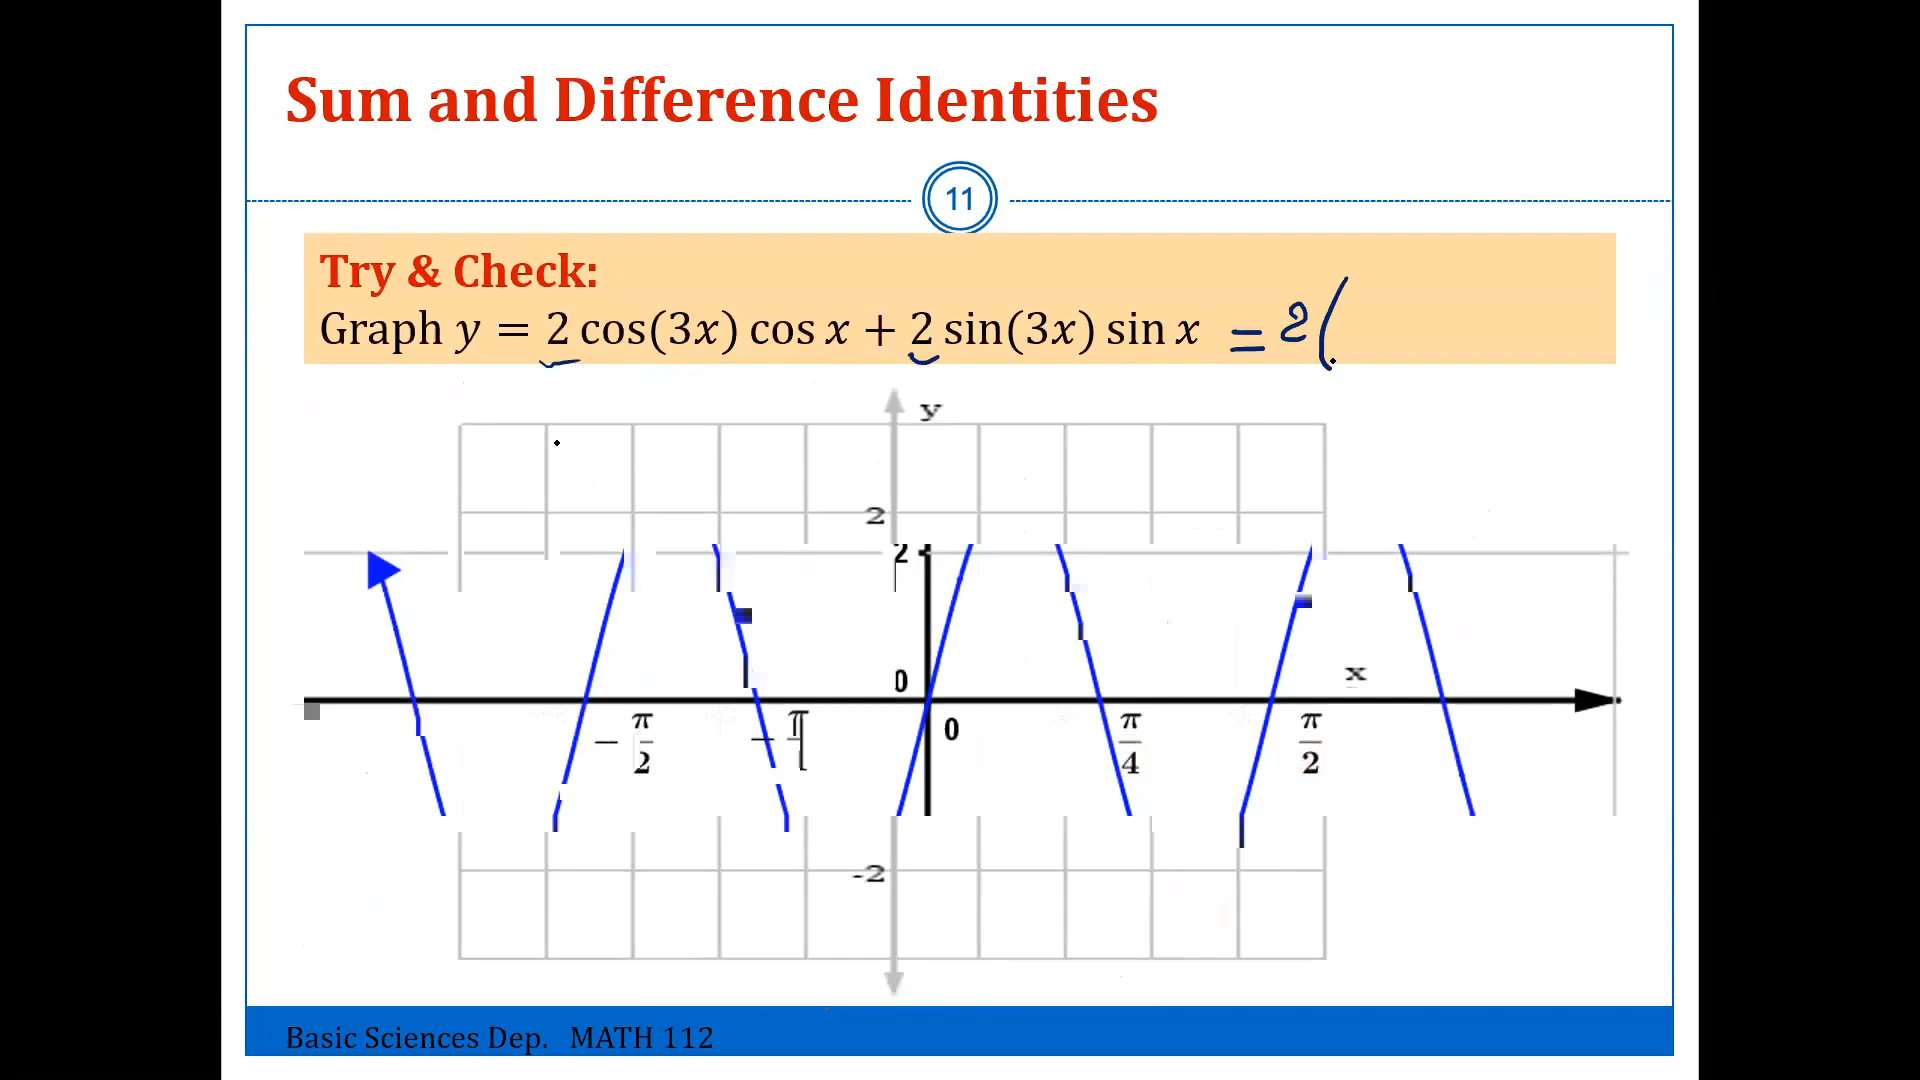 Sum and Difference Identities
11
Try & Check:
Graph y = 2 cos(3x) cos x + 2 sin(3x) sin x = 2(
y
2
2
0
x
0
− π/2
− π
π/4
π/2
-2
Basic Sciences Dep. MATH 112